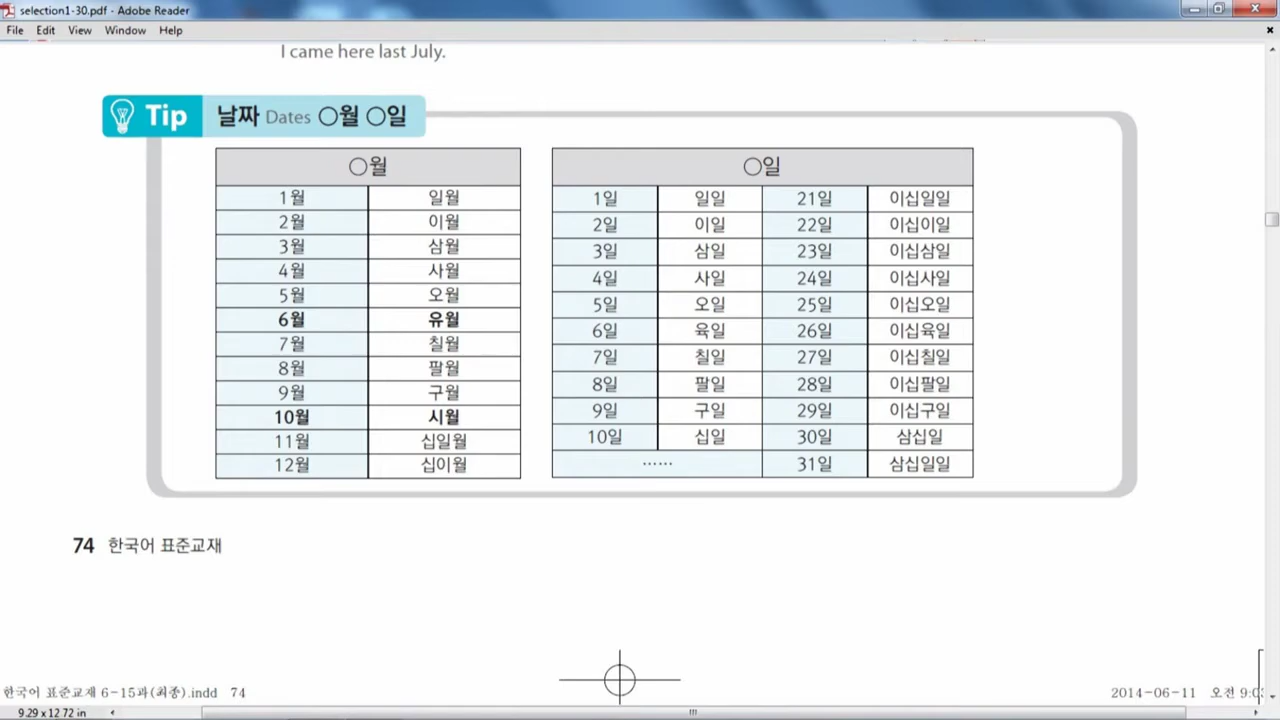 selection1-30.pdf - Adobe Reader
File Edit View Window Help
I came here last July.
Tip 날짜 Dates ○월 ○일
○월
1월 일월
2월 이월
3월 삼월
4월 사월
5월 오월
6월 유월
7월 칠월
8월 팔월
9월 구월
10월 시월
11월 십일월
12월 십이월
○일
1일 일일 21일 이십일일
2일 이일 22일 이십이일
3일 삼일 23일 이십삼일
4일 사일 24일 이십사일
5일 오일 25일 이십오일
6일 육일 26일 이십육일
7일 칠일 27일 이십칠일
8일 팔일 28일 이십팔일
9일 구일 29일 이십구일
10일 십일 30일 삼십일
…… 31일 삼십일일
74 한국어 표준교재
한국어 표준교재 6-15과(최종).indd 74
2014-06-11 오전 9:0
9.29 x 12.72 in